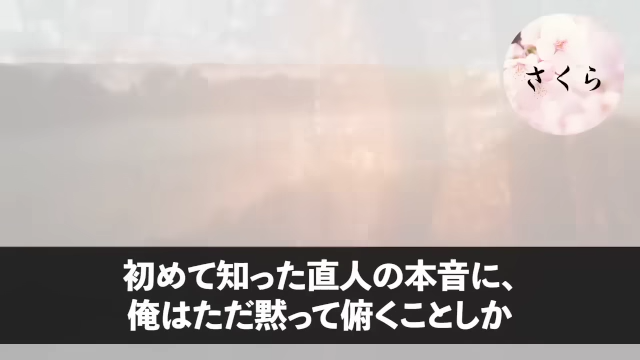 さくら
初めて知った直人の本音に、
俺はただ黙って俯くことしか